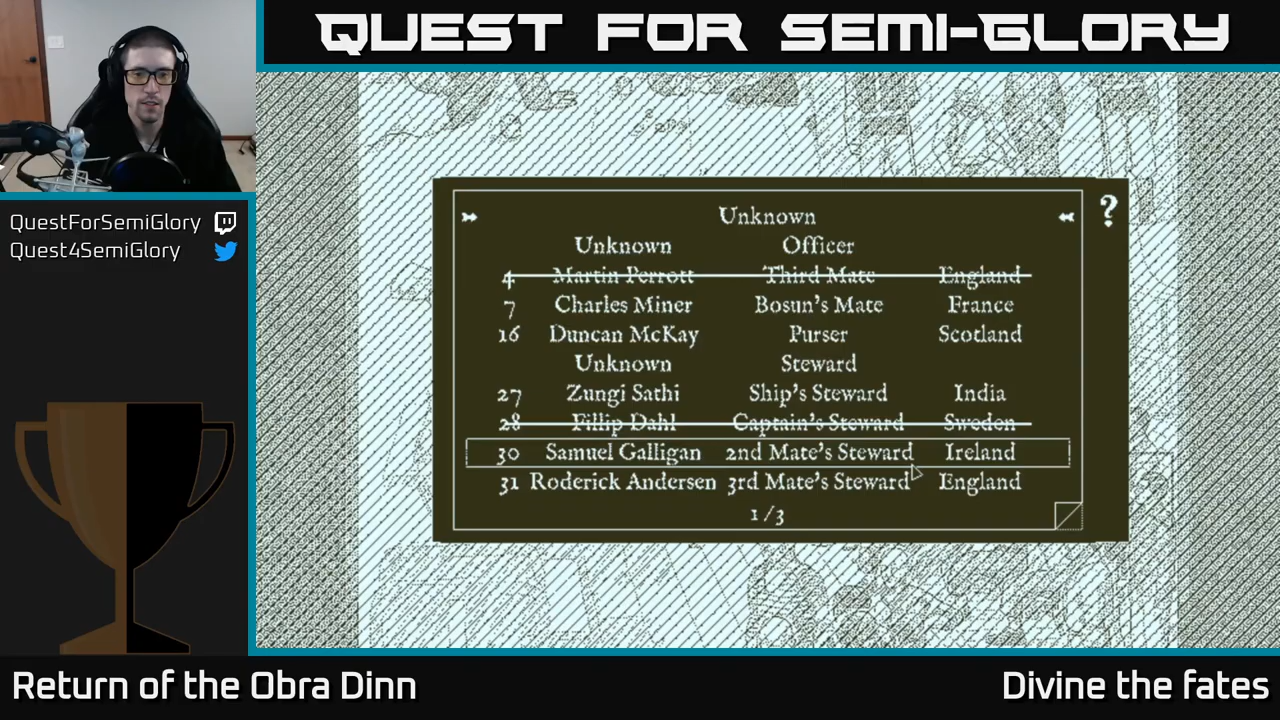 QUEST FOR SEMI-GLORY
QuestForSemiGlory
Quest4SemiGlory
?
Unknown
Unknown Officer
4 Martin Perrott Third Mate England
7 Charles Miner Bosun's Mate France
16 Duncan McKay Purser Scotland
Unknown Steward
27 Zungi Sathi Ship's Steward India
28 Fillip Dahl Captain's Steward Sweden
30 Samuel Galligan 2nd Mate's Steward Ireland
31 Roderick Andersen 3rd Mate's Steward England
1/3
Return of the Obra Dinn
Divine the fates